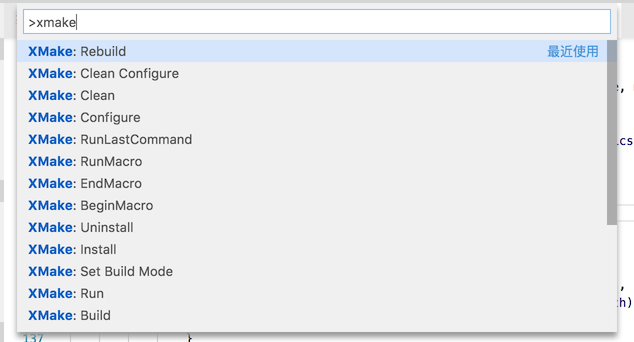 >xmake
XMake: Rebuild 最近使用
XMake: Clean Configure
XMake: Clean
XMake: Configure
XMake: RunLastCommand
XMake: RunMacro
XMake: EndMacro
XMake: BeginMacro
XMake: Uninstall
XMake: Install
XMake: Set Build Mode
XMake: Run
XMake: Build
137 }